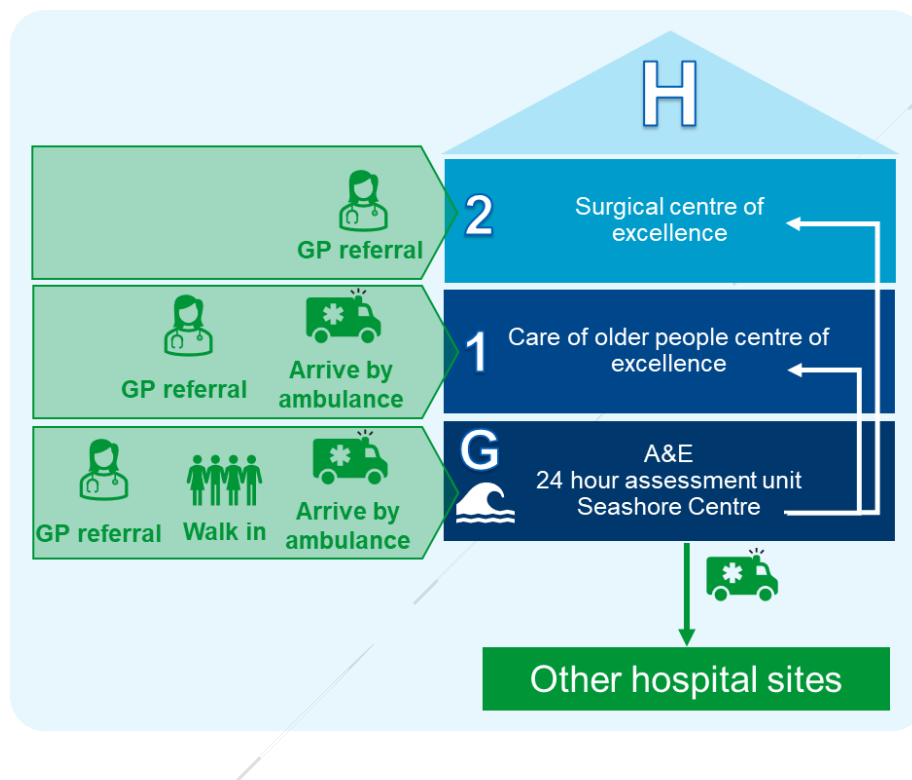 H
GP referral
2
Surgical centre of
excellence
GP referral
Arrive by
ambulance
1
Care of older people centre of
excellence
GP referral
Walk in
Arrive by
ambulance
G
A&E
24 hour assessment unit
Seashore Centre
Other hospital sites